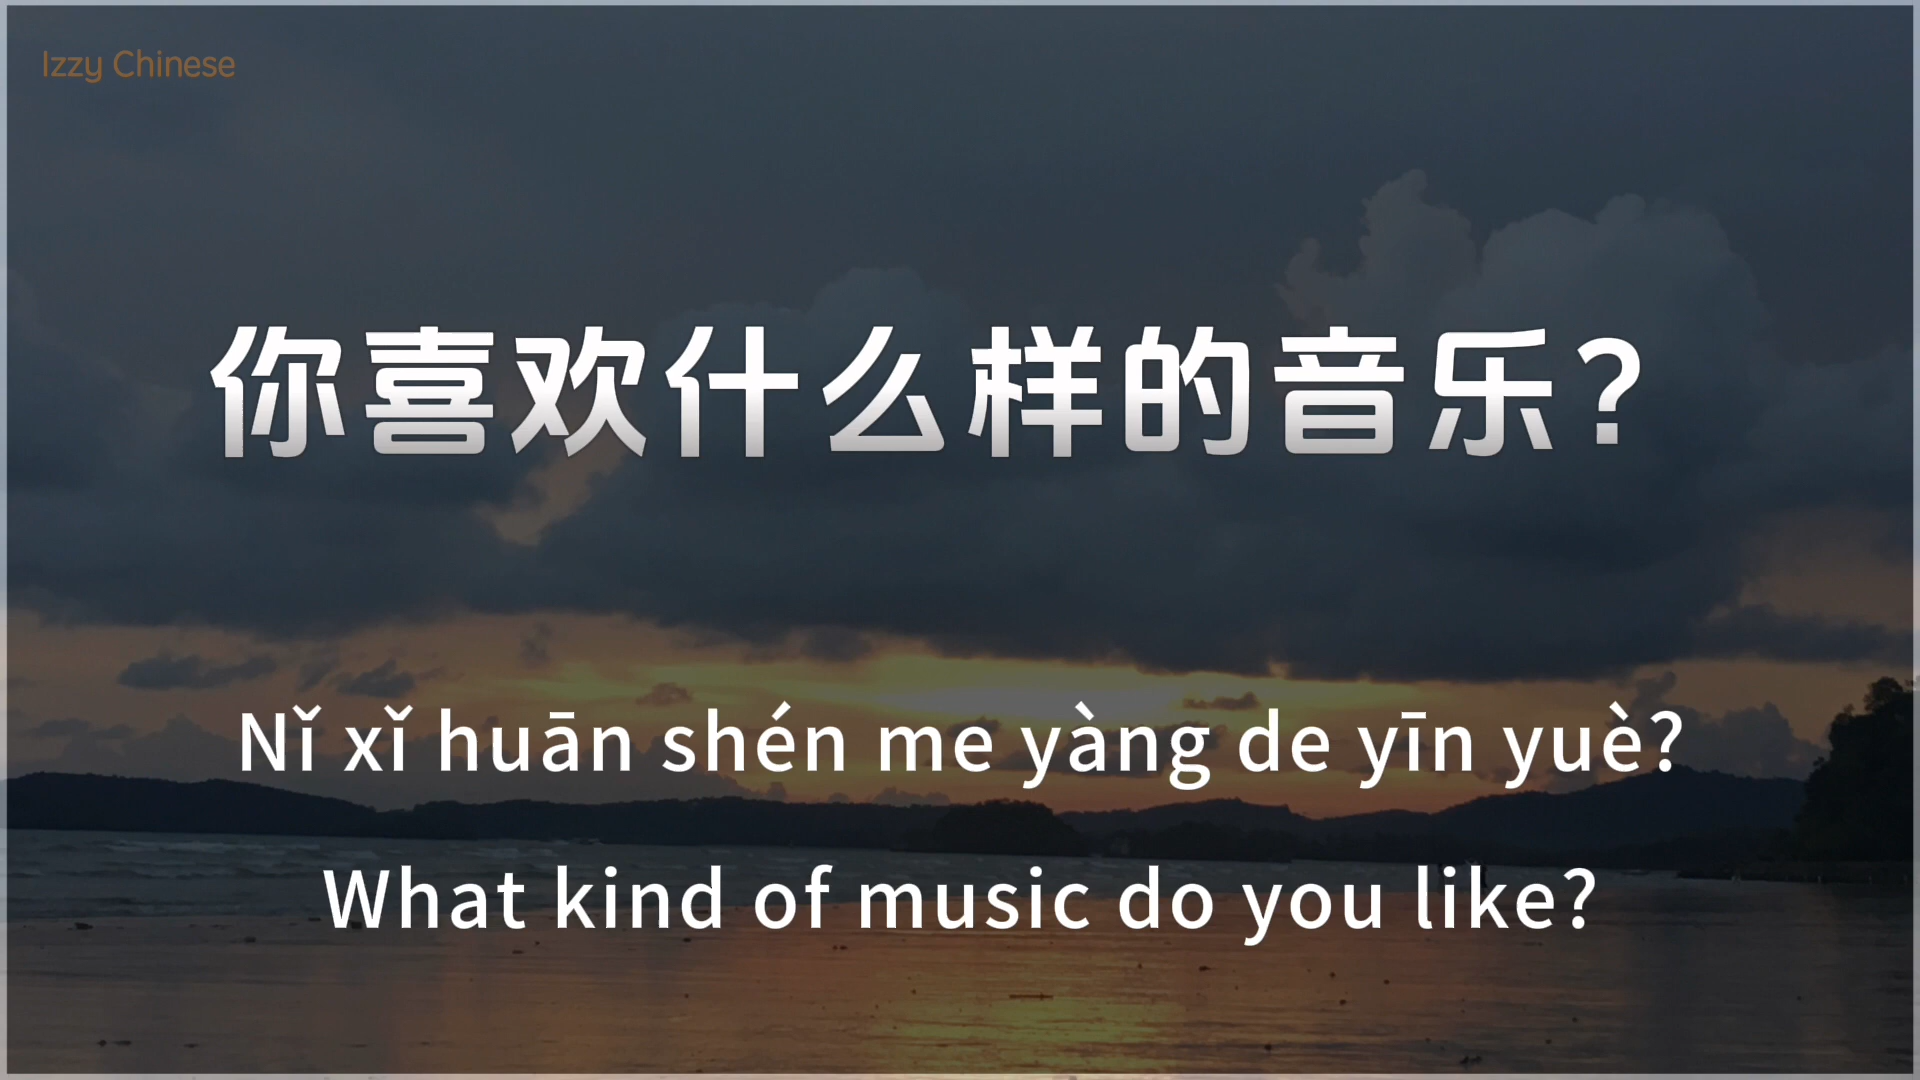 Izzy Chinese
你喜欢什么样的音乐？
Nǐ xǐ huān shén me yàng de yīn yuè?
What kind of music do you like?